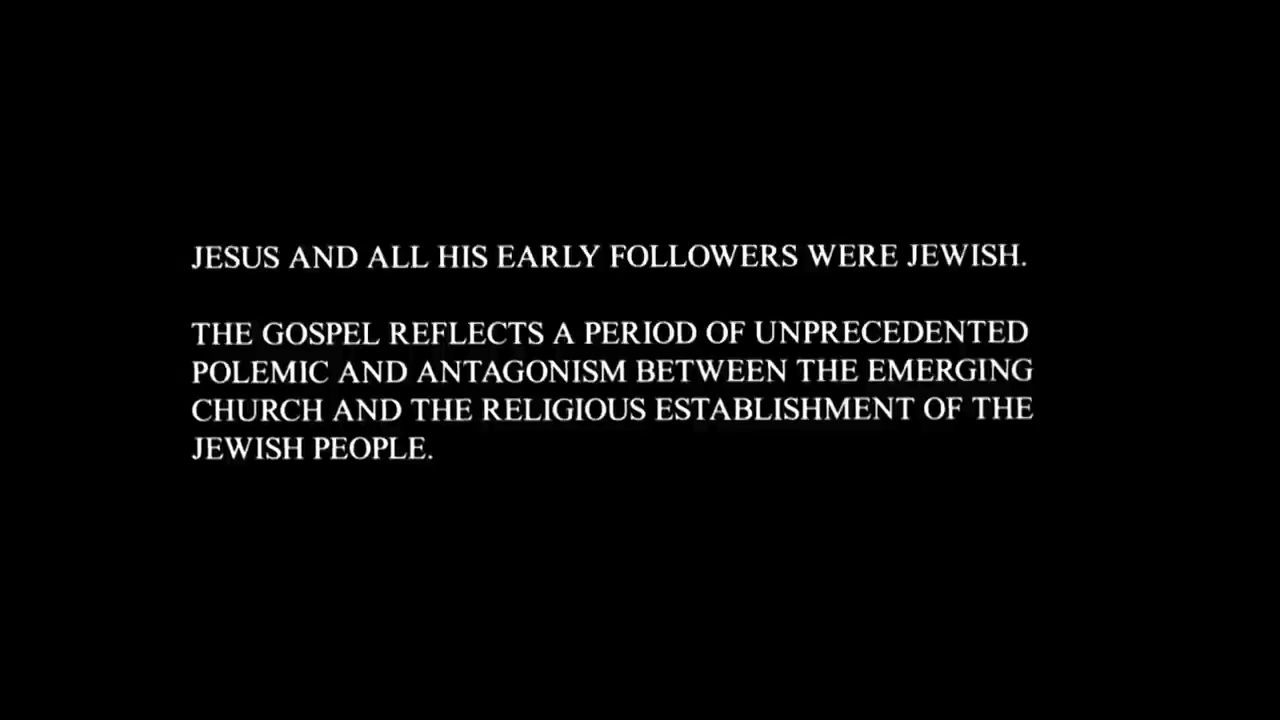 JESUS AND ALL HIS EARLY FOLLOWERS WERE JEWISH.
THE GOSPEL REFLECTS A PERIOD OF UNPRECEDENTED
POLEMIC AND ANTAGONISM BETWEEN THE EMERGING
CHURCH AND THE RELIGIOUS ESTABLISHMENT OF THE
JEWISH PEOPLE.